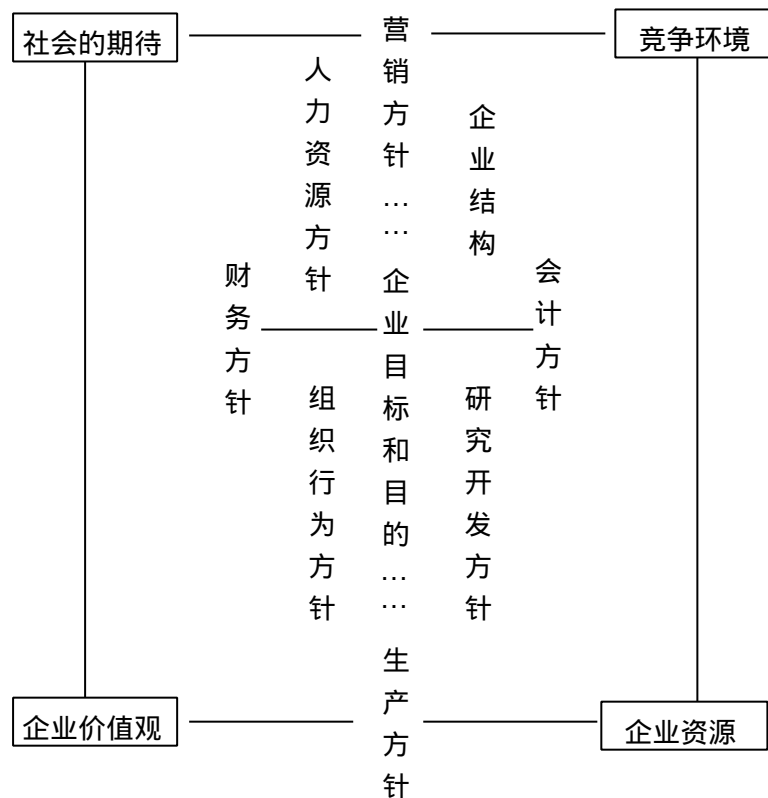 社会的期待
竞争环境
营销方针……企业目标和目的……生产方针
人力资源方针
企业结构
财务方针
会计方针
组织行为方针
研究开发方针
企业价值观
企业资源